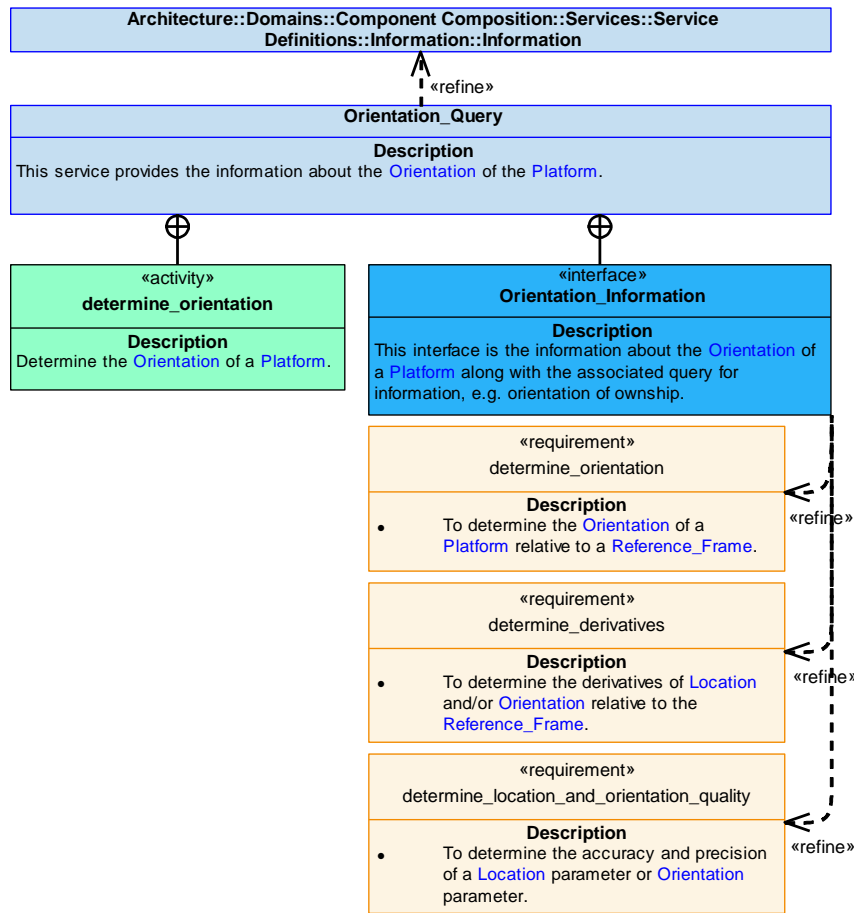 Architecture::Domains::Component Composition::Services::Service
Definitions::Information::Information
«refine»
Orientation_Query
Description
This service provides the information about the Orientation of the Platform.
«activity»
determine_orientation
Description
Determine the Orientation of a Platform.
«interface»
Orientation_Information
Description
This interface is the information about the Orientation of
a Platform along with the associated query for
information, e.g. orientation of ownship.
«requirement»
determine_orientation
Description
• To determine the Orientation of a
Platform relative to a Reference_Frame.
«refine»
«requirement»
determine_derivatives
Description
• To determine the derivatives of Location
and/or Orientation relative to the
Reference_Frame.
«refine»
«requirement»
determine_location_and_orientation_quality
Description
• To determine the accuracy and precision
of a Location parameter or Orientation
parameter.
«refine»